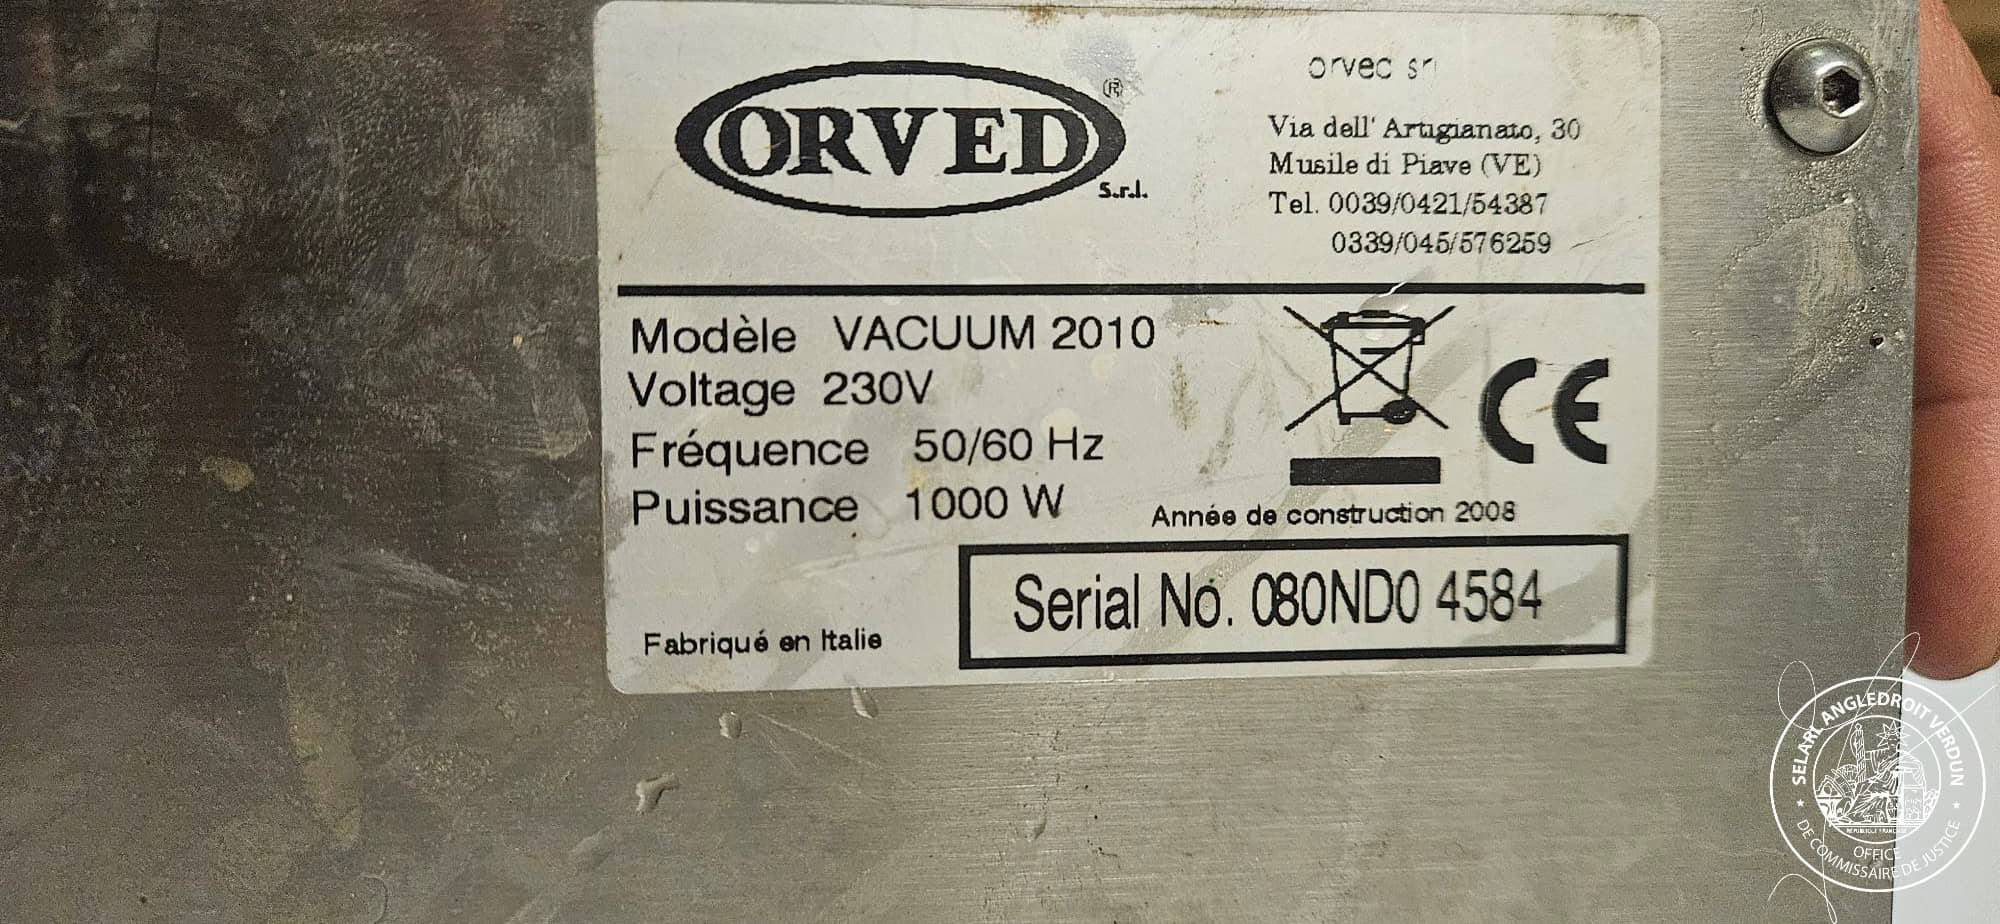 ORVED®
s.r.l.
orved srl
Via dell' Artigianato, 30
Musile di Piave (VE)
Tel. 0039/0421/54387
0339/045/576259
Modèle VACUUM 2010
Voltage 230V
Fréquence 50/60 Hz
Puissance 1000 W
CE
Année de construction 2008
Serial No. 080ND0 4584
Fabriqué en Italie
SELARL ANGLEDROIT VERDUN
RÉPUBLIQUE FRANÇAISE
OFFICE
DE COMMISSAIRE DE JUSTICE